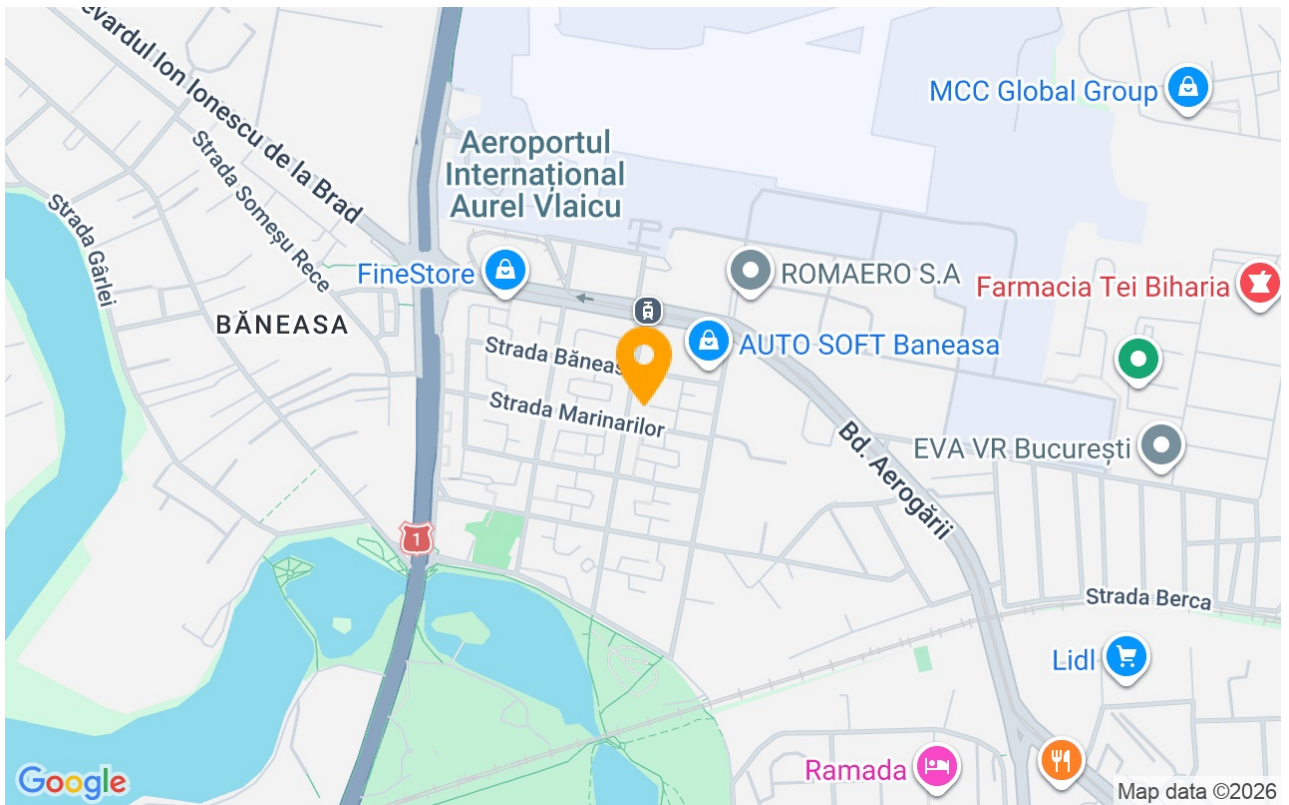 evardul Ion Ionescu de la Brad
MCC Global Group
Aeroportul
Internațional
Aurel Vlaicu
Strada Someșu Rece
Strada Gârlei
FineStore
ROMAERO S.A
Farmacia Tei Biharia
BĂNEASA
AUTO SOFT Baneasa
Strada Băneas
Strada Marinarilor
Bd. Aerogării
EVA VR București
1
Strada Berca
Lidl
Ramada
Google
Map data ©2026